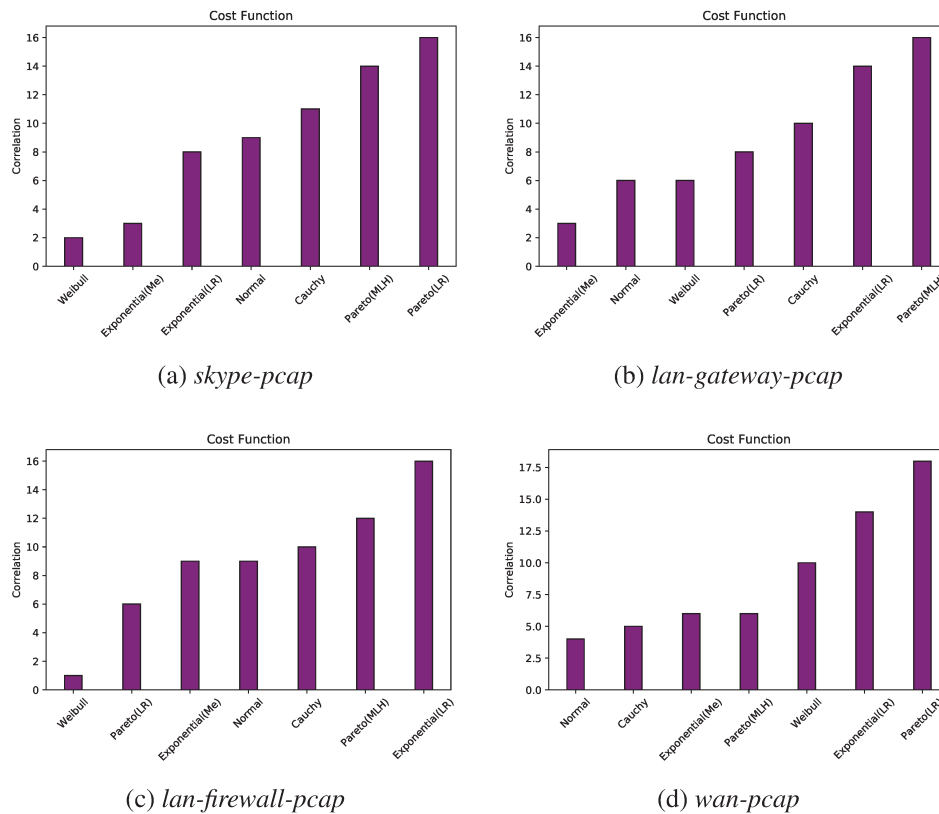 Cost Function
16
14
12
10
8
6
4
2
0
Correlation
Weibull
Exponential(Me)
Exponential(LR)
Normal
Cauchy
Pareto(MLH)
Pareto(LR)
(a) skype-pcap
Cost Function
16
14
12
10
8
6
4
2
0
Correlation
Exponential(Me)
Normal
Weibull
Pareto(LR)
Cauchy
Exponential(LR)
Pareto(MLH)
(b) lan-gateway-pcap
Cost Function
16
14
12
10
8
6
4
2
0
Correlation
Weibull
Pareto(LR)
Exponential(Me)
Normal
Cauchy
Pareto(MLH)
Exponential(LR)
(c) lan-firewall-pcap
Cost Function
17.5
15.0
12.5
10.0
7.5
5.0
2.5
0.0
Correlation
Normal
Cauchy
Exponential(Me)
Pareto(MLH)
Weibull
Exponential(LR)
Pareto(LR)
(d) wan-pcap